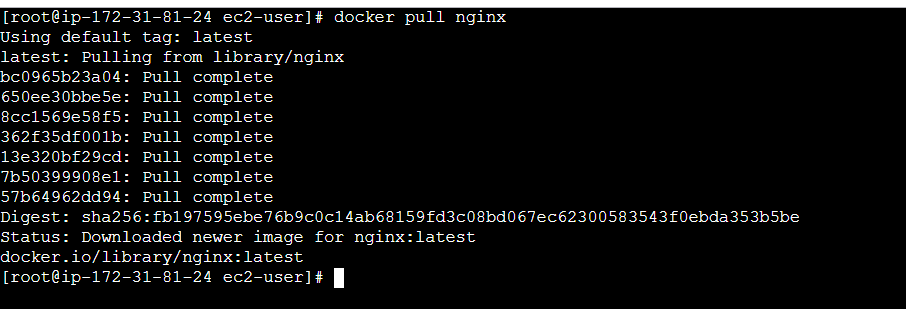 [root@ip-172-31-81-24 ec2-user]# docker pull nginx
Using default tag: latest
latest: Pulling from library/nginx
bc0965b23a04: Pull complete
650ee30bbe5e: Pull complete
8cc1569e58f5: Pull complete
362f35df001b: Pull complete
13e320bf29cd: Pull complete
7b50399908e1: Pull complete
57b64962dd94: Pull complete
Digest: sha256:fb197595ebe76b9c0c14ab68159fd3c08bd067ec62300583543f0ebda353b5be
Status: Downloaded newer image for nginx:latest
docker.io/library/nginx:latest
[root@ip-172-31-81-24 ec2-user]#